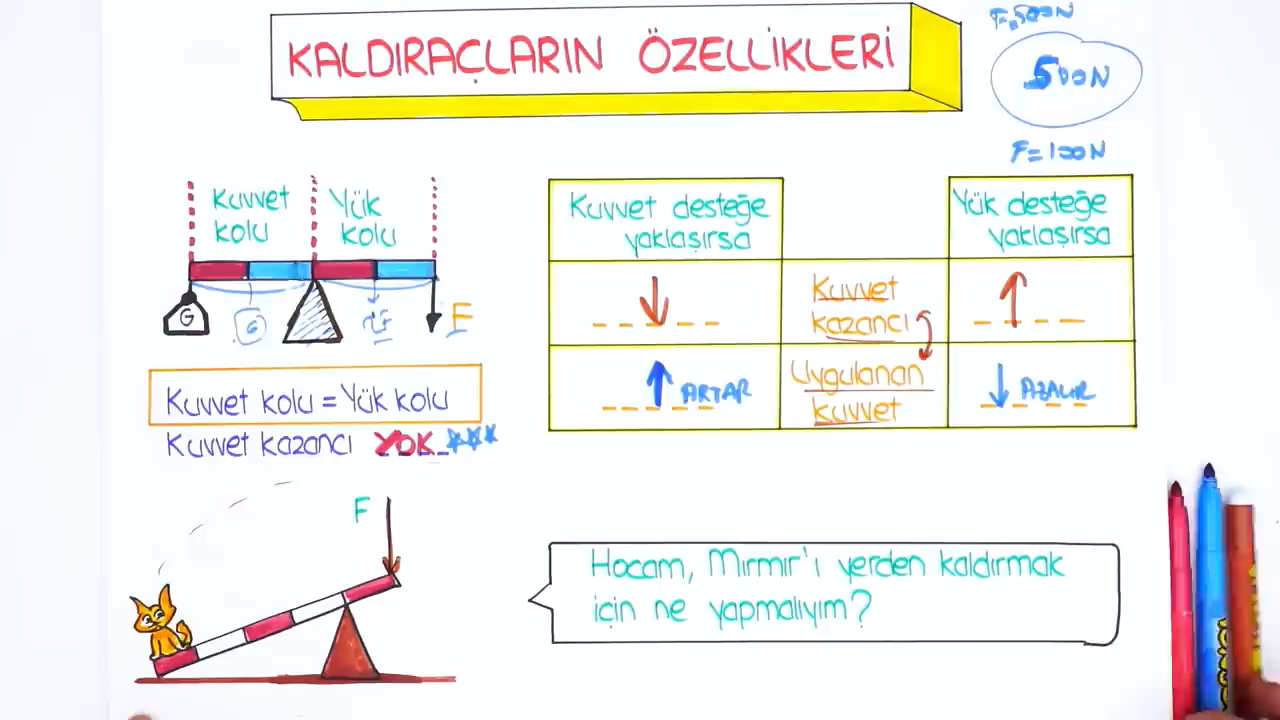 KALDIRAÇLARIN ÖZELLİKLERİ
F=500N
500N
F=100N
Kuvvet
kolu
Yük
kolu
G
G
F
Kuvvet kolu = Yük kolu
Kuvvet kazancı YOK
Kuvvet desteğe
yaklaşırsa
Yük desteğe
yaklaşırsa
Kuvvet
kazancı
Uygulanan
kuvvet
ARTAR
AZALIR
F
Hocam, Mırmır'ı yerden kaldırmak
için ne yapmalıyım?